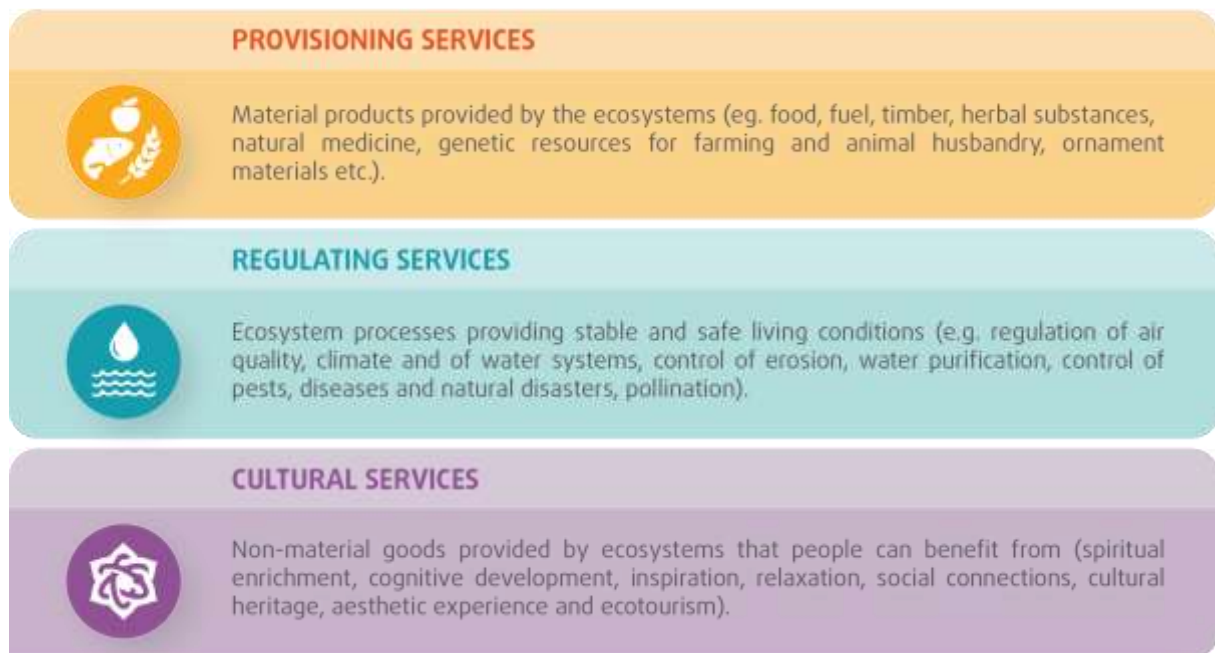 PROVISIONING SERVICES
Material products provided by the ecosystems (eg. food, fuel, timber, herbal substances,
natural medicine, genetic resources for farming and animal husbandry, ornament
materials etc.).
REGULATING SERVICES
Ecosystem processes providing stable and safe living conditions (e.g. regulation of air
quality, climate and of water systems, control of erosion, water purification, control of
pests, diseases and natural disasters, pollination).
CULTURAL SERVICES
Non-material goods provided by ecosystems that people can benefit from (spiritual
enrichment, cognitive development, inspiration, relaxation, social connections, cultural
heritage, aesthetic experience and ecotourism).